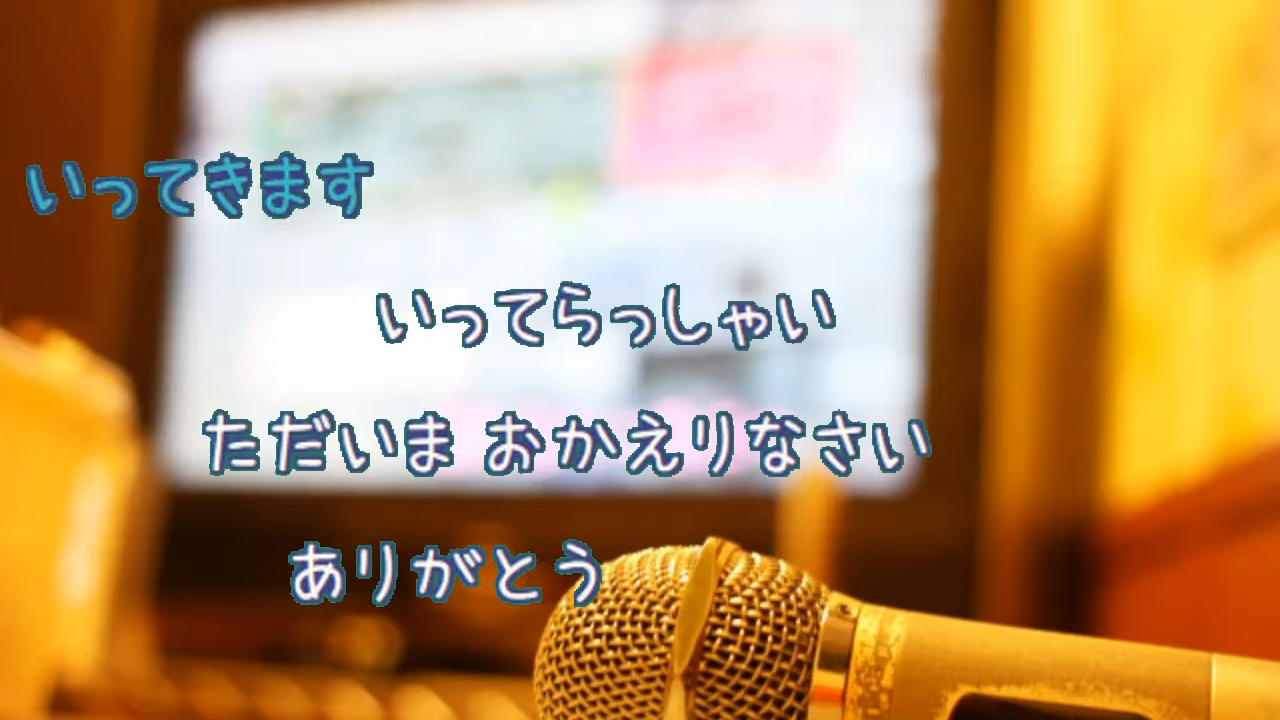 いってきます
いってらっしゃい
ただいま おかえりなさい
ありがとう